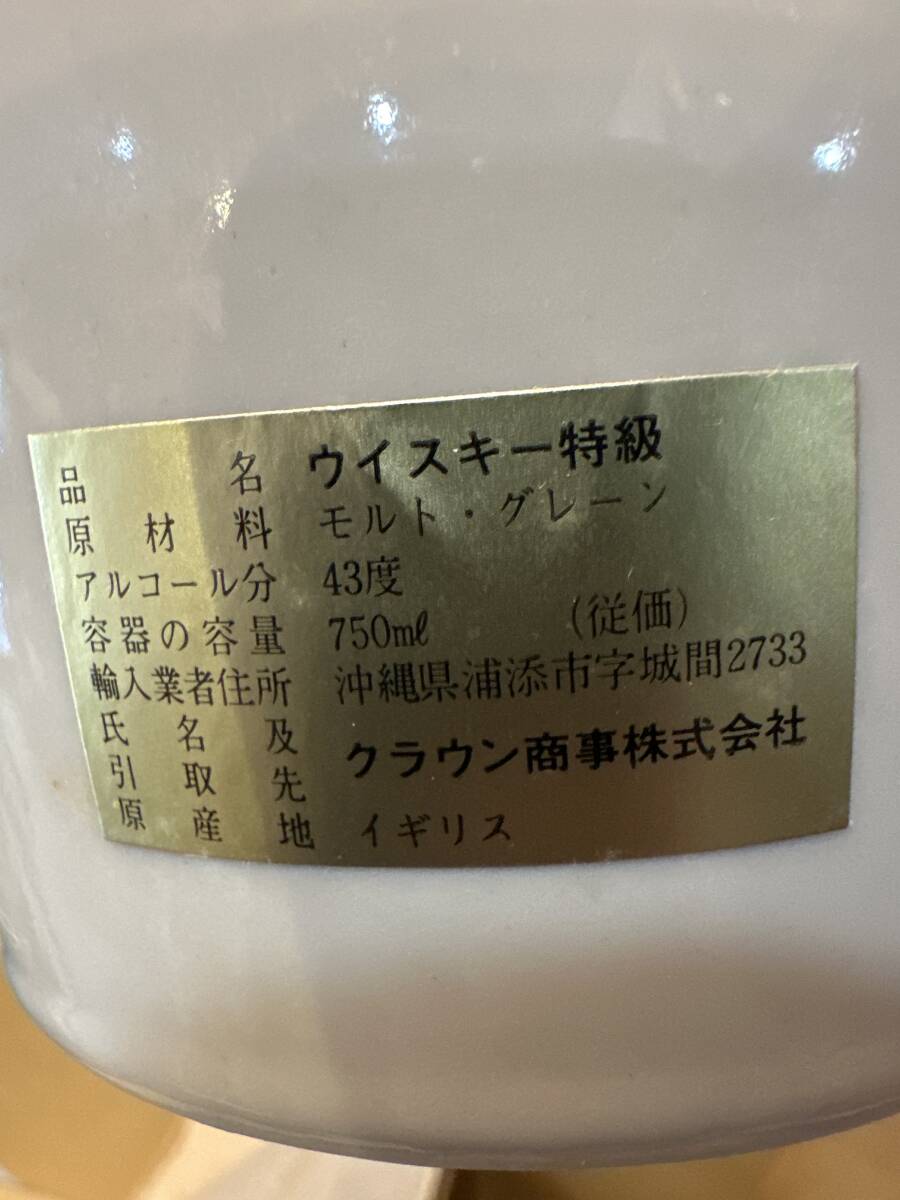 品名 ウイスキー特級
原材料 モルト・グレーン
アルコール分 43度
容器の容量 750mℓ (従価)
輸入業者住所 沖縄県浦添市字城間2733
氏名及
引取先 クラウン商事株式会社
原産地 イギリス